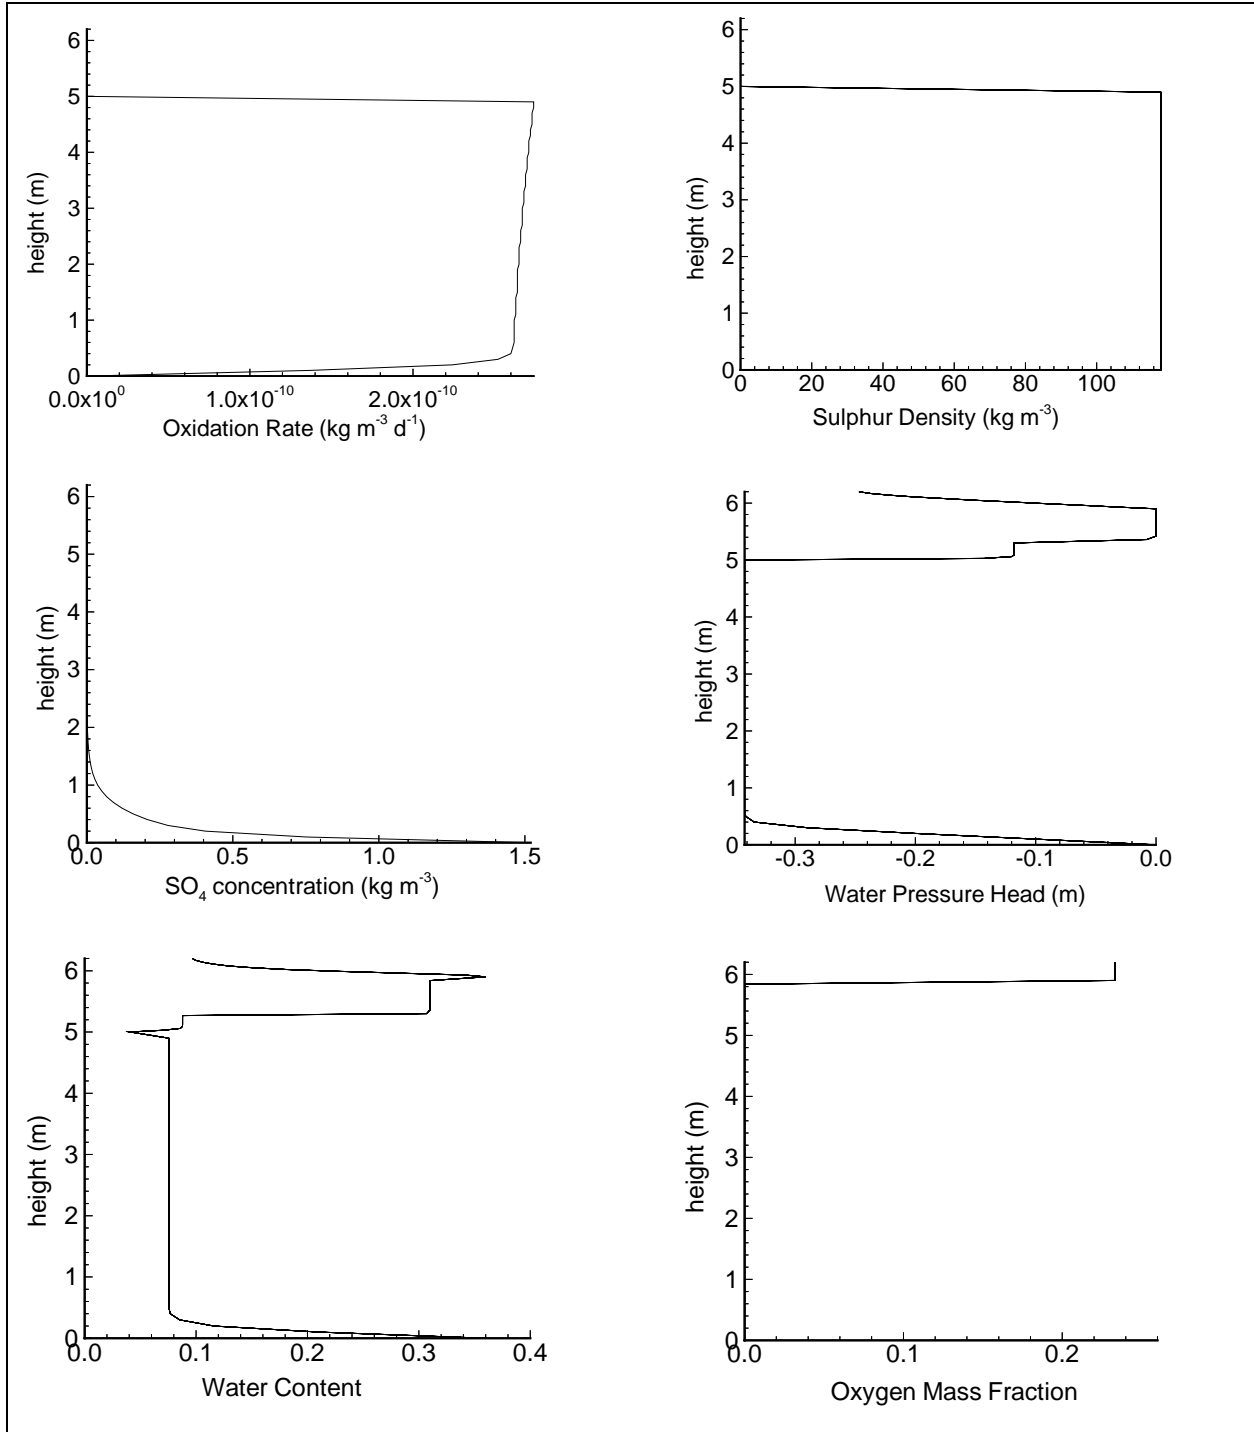 6
5
4
3
2
1
0
height (m)
0.0x10⁰ 1.0x10⁻¹⁰ 2.0x10⁻¹⁰
Oxidation Rate (kg m⁻³ d⁻¹)
6
5
4
3
2
1
0
height (m)
0 20 40 60 80 100
Sulphur Density (kg m⁻³)
6
5
4
3
2
1
0
height (m)
0.0 0.5 1.0 1.5
SO₄ concentration (kg m⁻³)
6
5
4
3
2
1
0
height (m)
-0.3 -0.2 -0.1 0.0
Water Pressure Head (m)
6
5
4
3
2
1
0
height (m)
0.0 0.1 0.2 0.3 0.4
Water Content
6
5
4
3
2
1
0
height (m)
0.0 0.1 0.2
Oxygen Mass Fraction